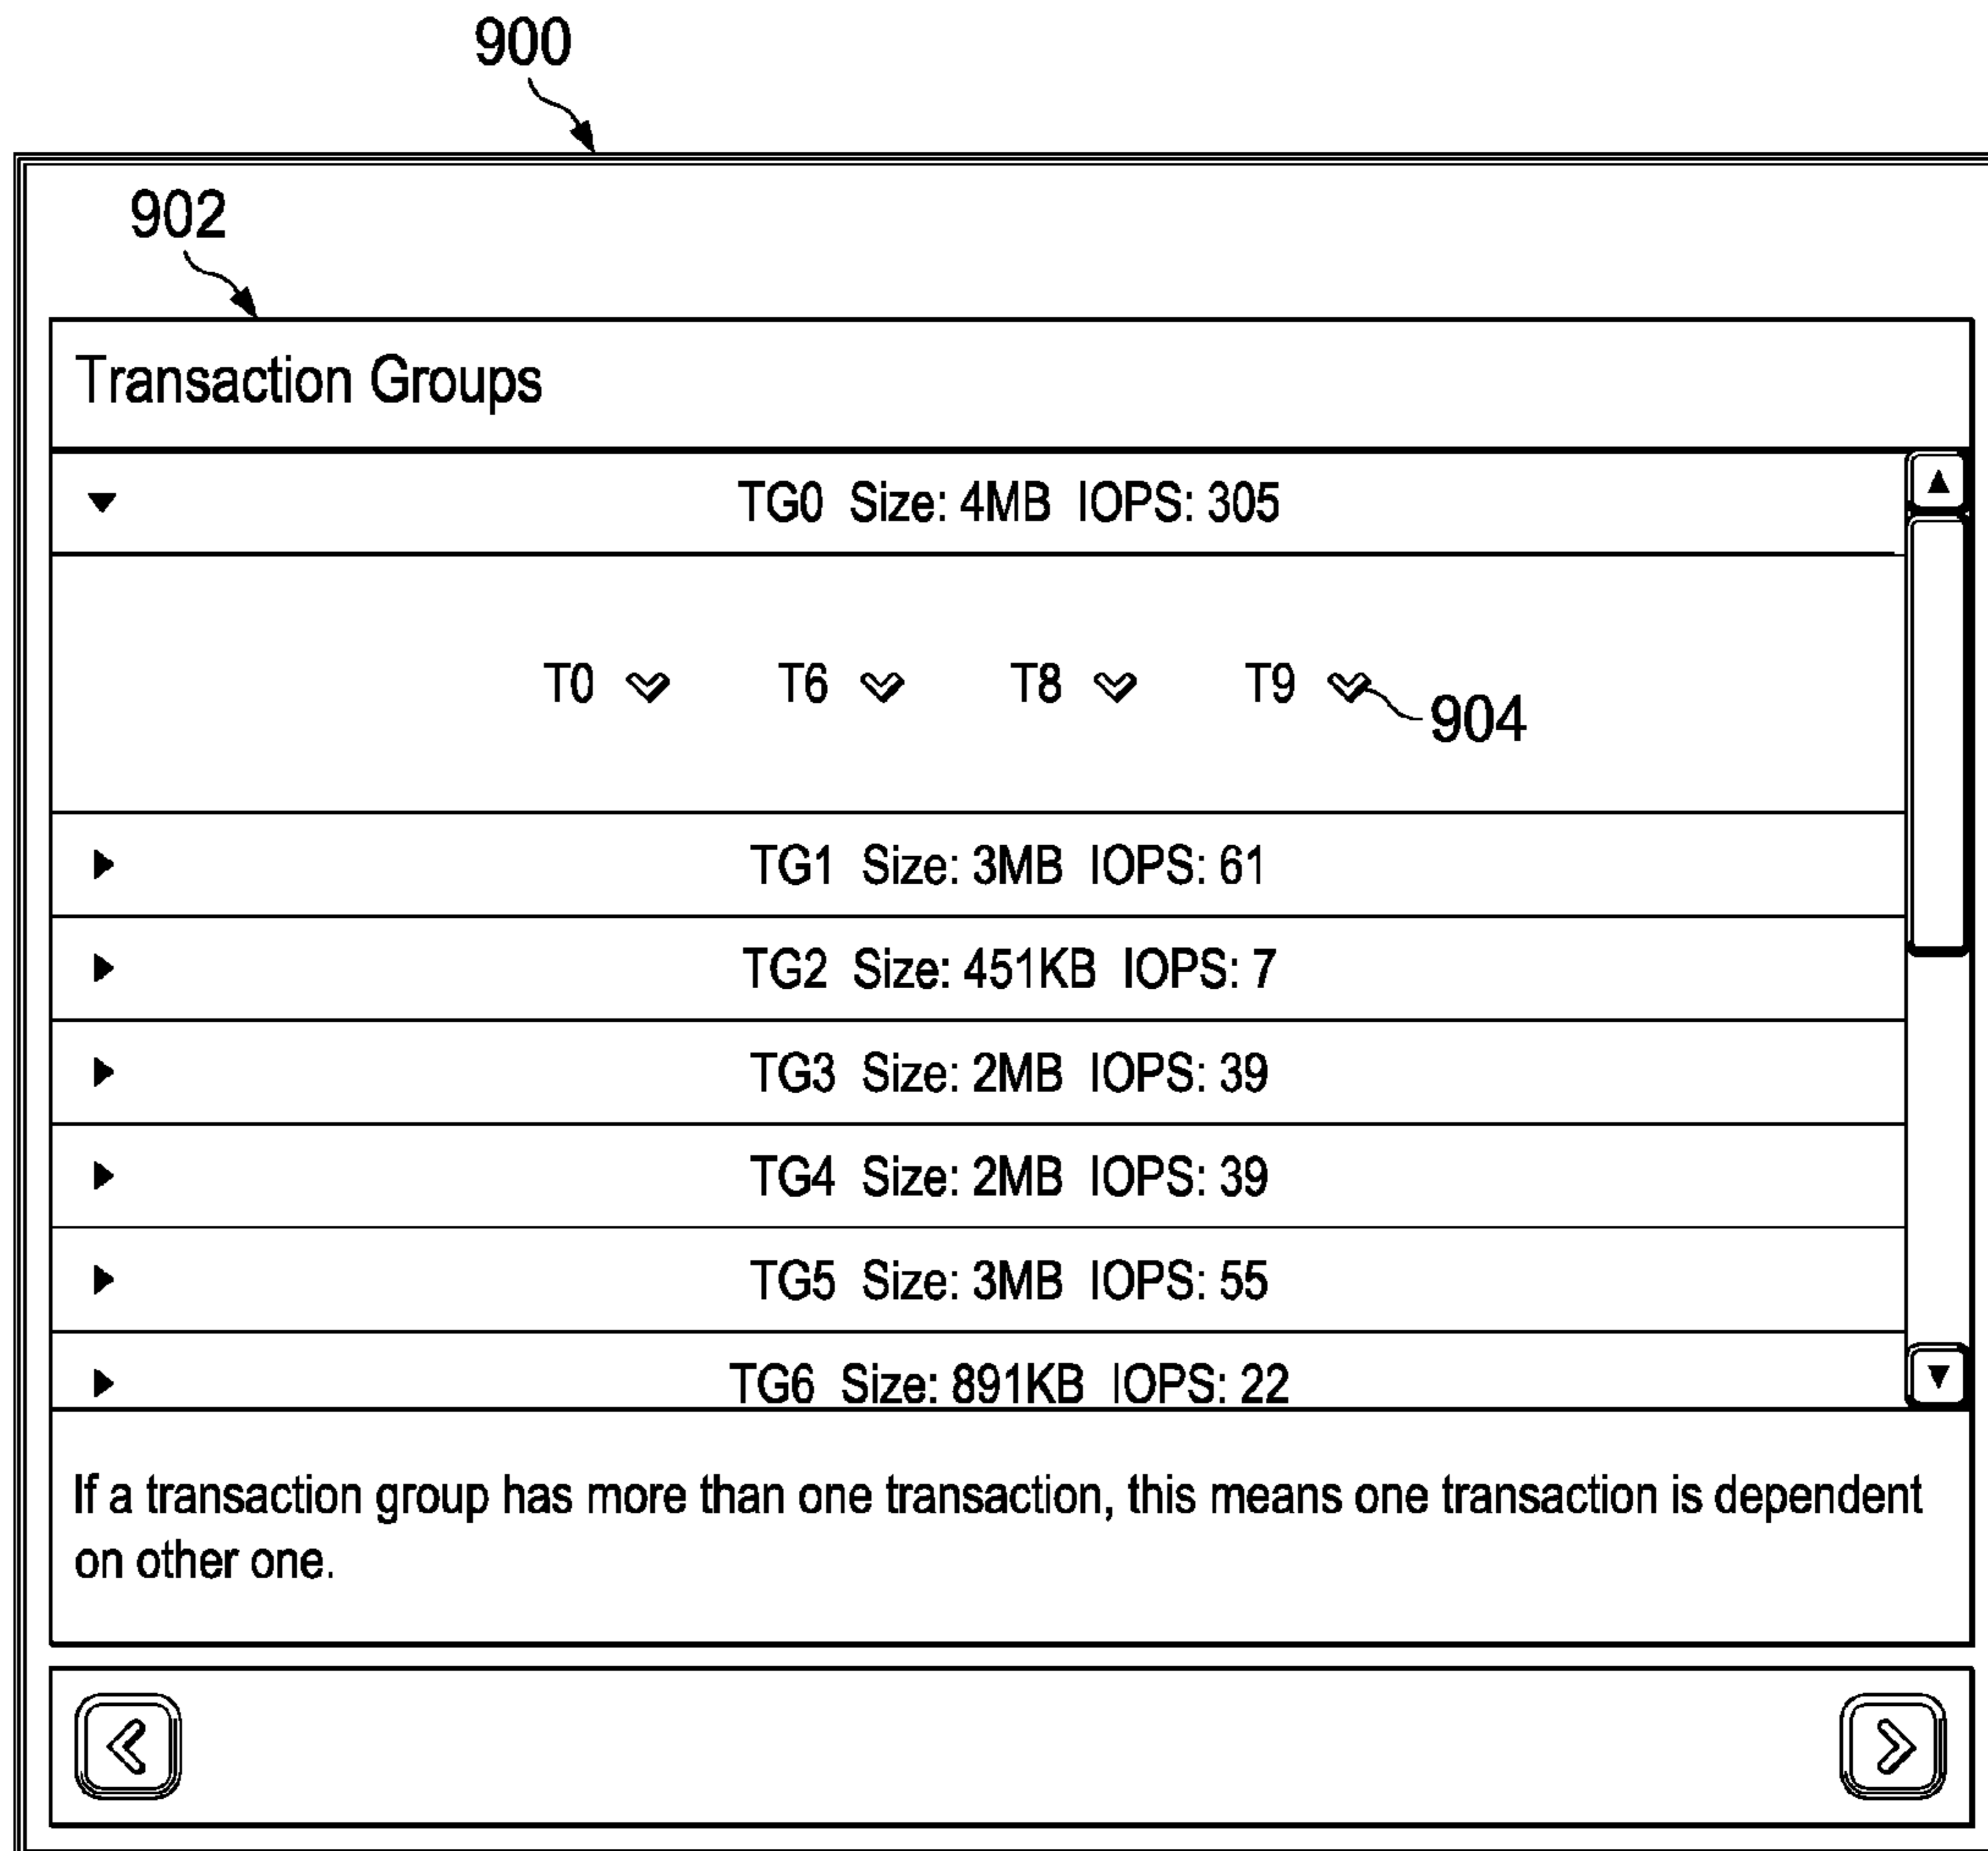 900
902
Transaction Groups
TG0 Size: 4MB IOPS: 305
T0 T6 T8 T9
904
TG1 Size: 3MB IOPS: 61
TG2 Size: 451KB IOPS: 7
TG3 Size: 2MB IOPS: 39
TG4 Size: 2MB IOPS: 39
TG5 Size: 3MB IOPS: 55
TG6 Size: 891KB IOPS: 22
If a transaction group has more than one transaction, this means one transaction is dependent
on other one.